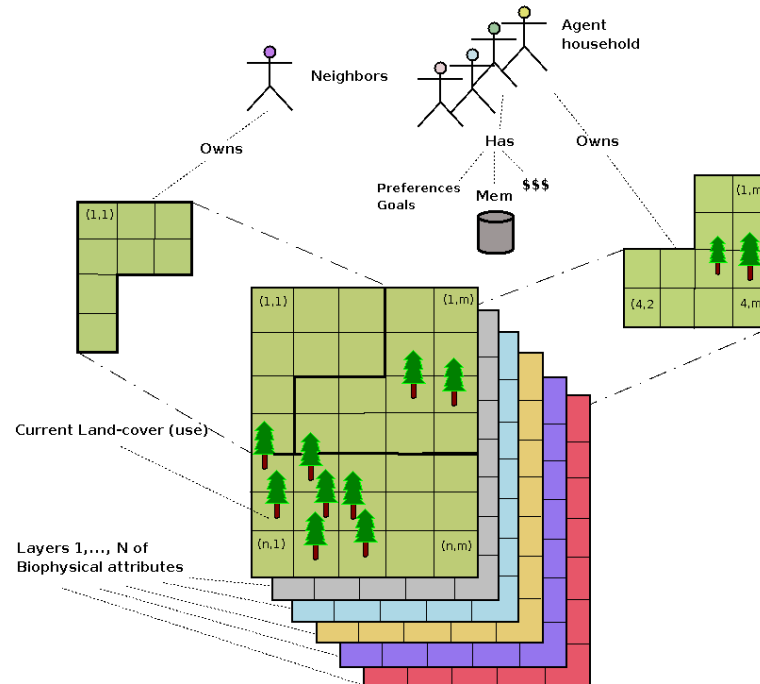 Agent
household
Neighbors
Owns
Has
Owns
Preferences
Goals
Mem
$$$
(1,1)
(1,m
(4,2
4,m
(1,1)
(1,m)
Current Land-cover (use)
(n,1)
(n,m)
Layers 1,..., N of
Biophysical attributes